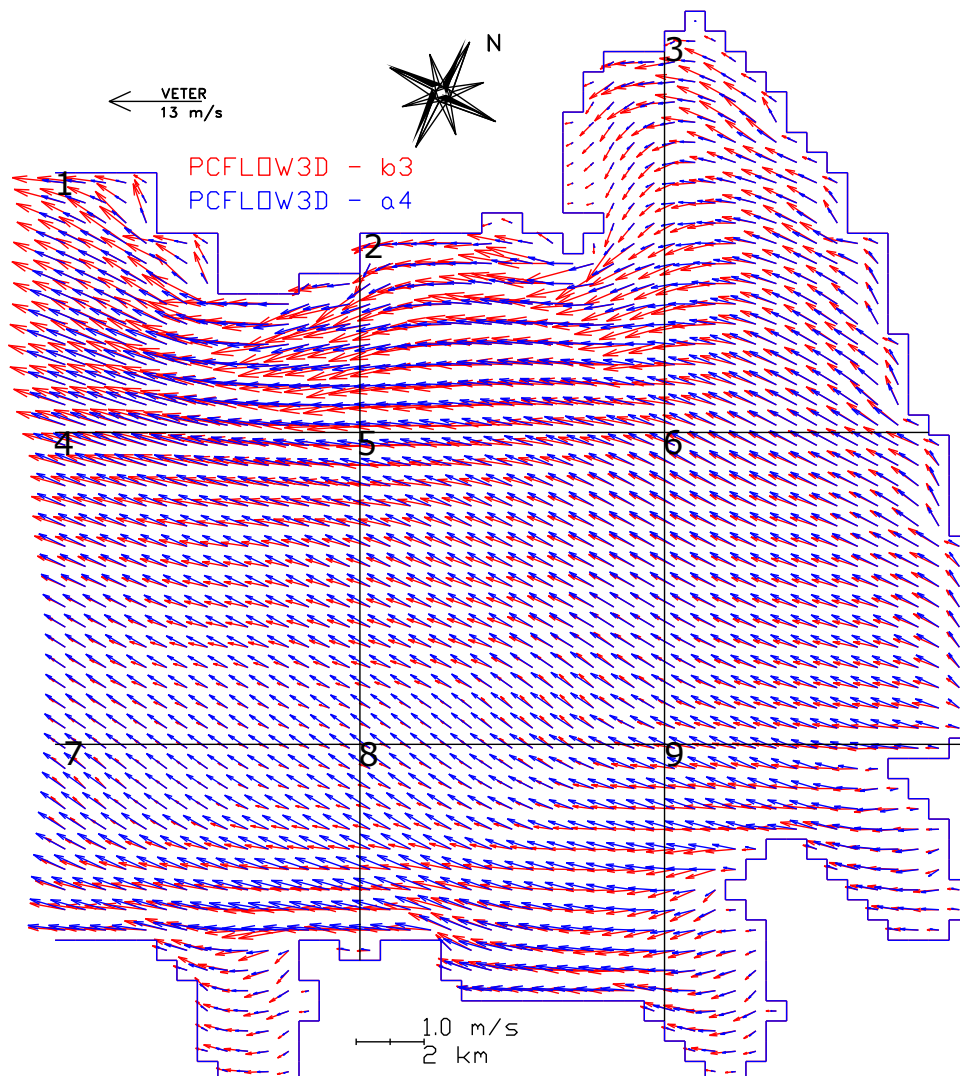 N
3
VETER
13 m/s
PCFLOW3D - b3
PCFLOW3D - a4
1
2
4
5
6
7
8
9
1.0 m/s
2 km